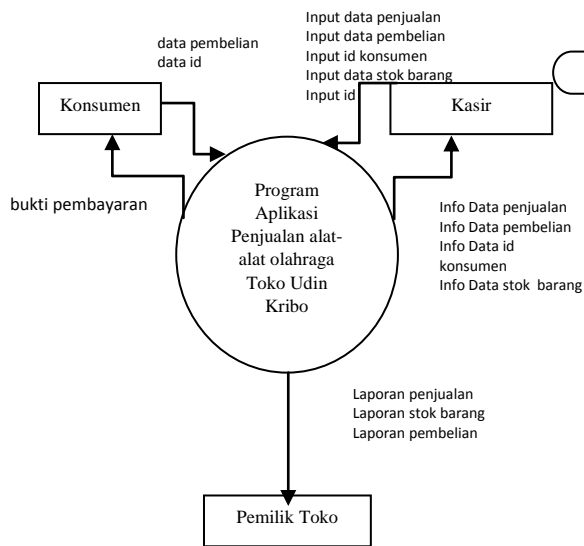 Input data penjualan
Input data pembelian
Input id konsumen
Input data stok barang
Input id
data pembelian
data id
Konsumen
Kasir
bukti pembayaran
Program
Aplikasi
Penjualan alat-
alat olahraga
Toko Udin
Kribo
Info Data penjualan
Info Data pembelian
Info Data id
konsumen
Info Data stok barang
Laporan penjualan
Laporan stok barang
Laporan pembelian
Pemilik Toko